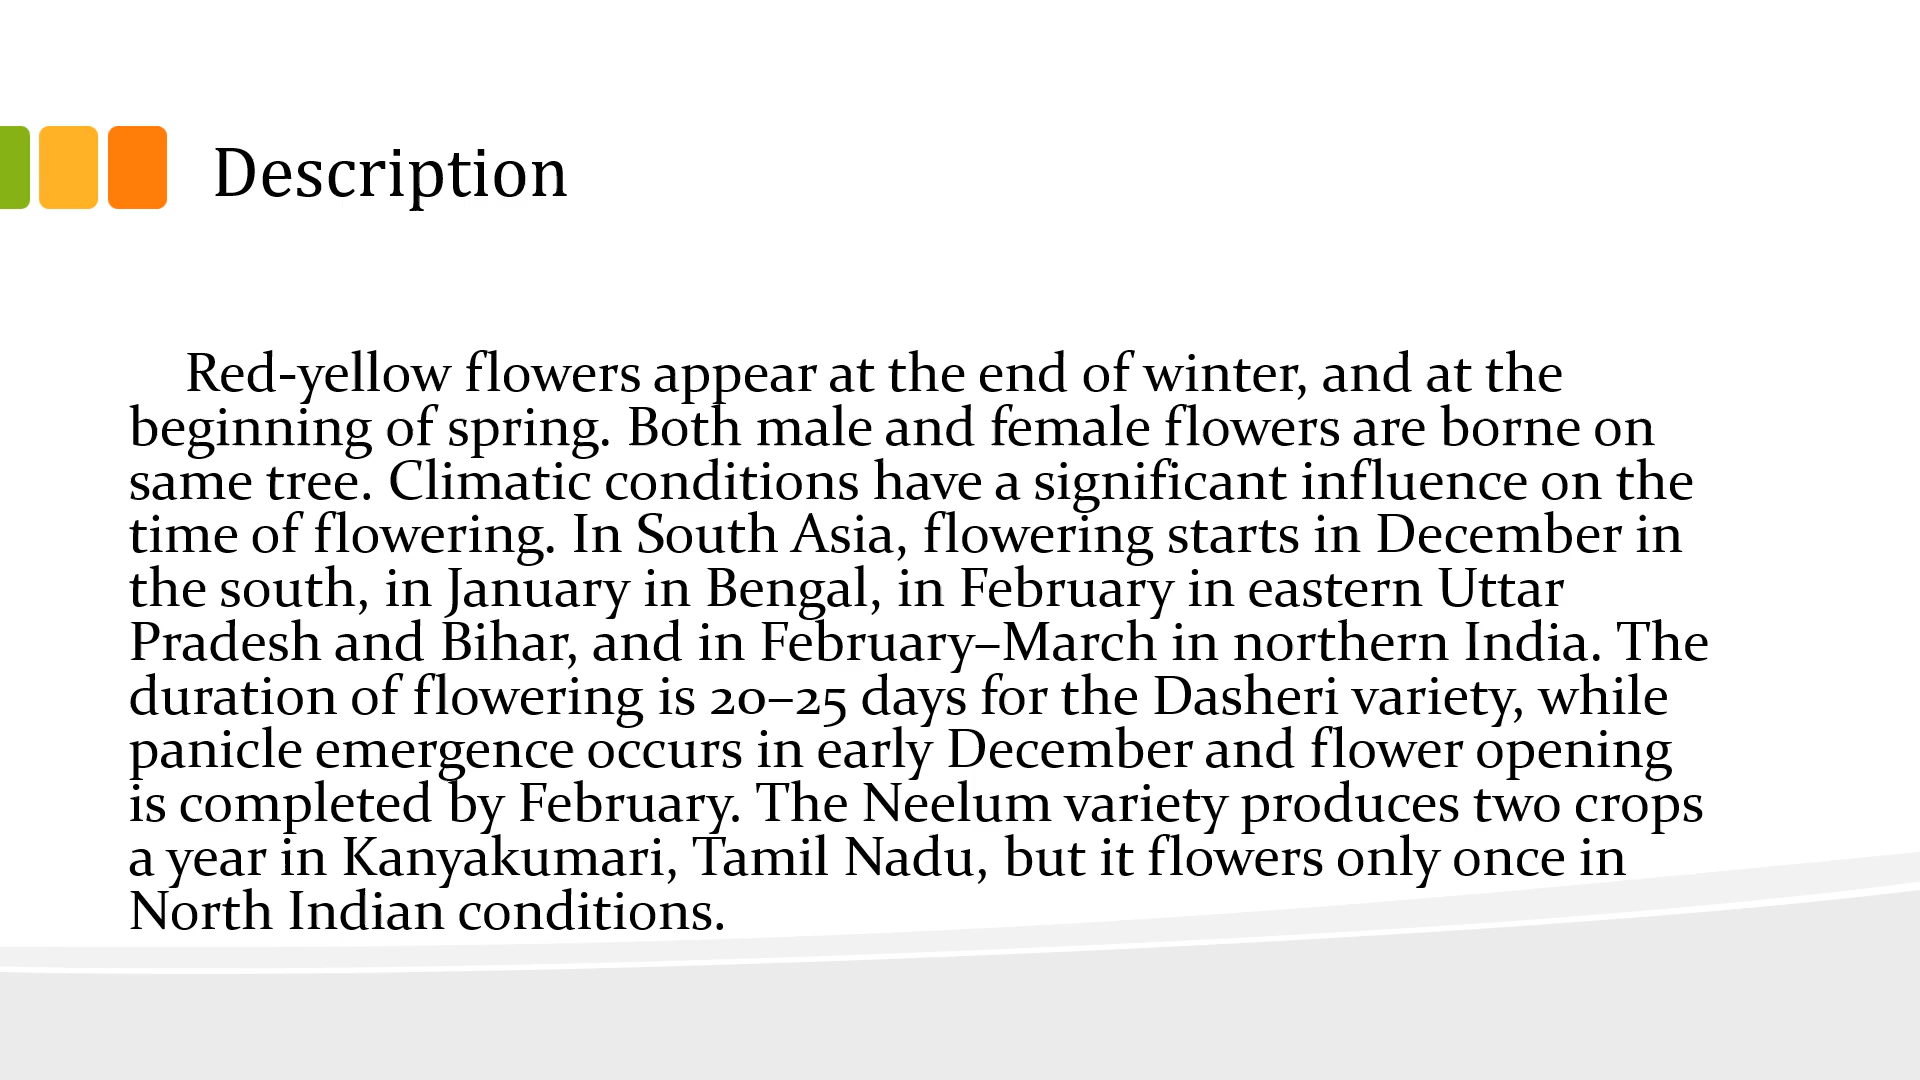 Description
Red-yellow flowers appear at the end of winter, and at the
beginning of spring. Both male and female flowers are borne on
same tree. Climatic conditions have a significant influence on the
time of flowering. In South Asia, flowering starts in December in
the south, in January in Bengal, in February in eastern Uttar
Pradesh and Bihar, and in February–March in northern India. The
duration of flowering is 20–25 days for the Dasheri variety, while
panicle emergence occurs in early December and flower opening
is completed by February. The Neelum variety produces two crops
a year in Kanyakumari, Tamil Nadu, but it flowers only once in
North Indian conditions.